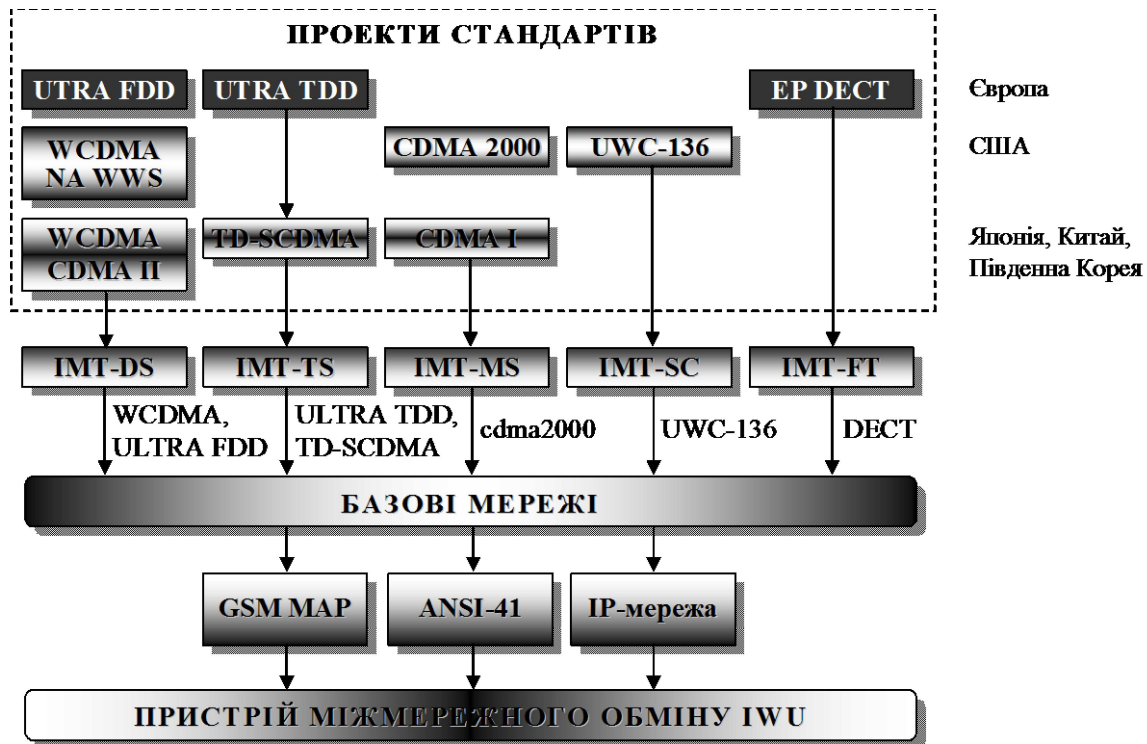 ПРОЕКТИ СТАНДАРТІВ
UTRA FDD
UTRA TDD
EP DECT
Європа
WCDMA
NA WWS
CDMA 2000
UWC-136
США
WCDMA
CDMA II
TD-SCDMA
CDMA I
Японія, Китай,
Південна Корея
IMT-DS
IMT-TS
IMT-MS
IMT-SC
IMT-FT
WCDMA,
ULTRA FDD
ULTRA TDD,
TD-SCDMA
cdma2000
UWC-136
DECT
БАЗОВІ МЕРЕЖІ
GSM MAP
ANSI-41
IP-мережа
ПРИСТРІЙ МІЖМЕРЕЖНОГО ОБМІНУ IWU